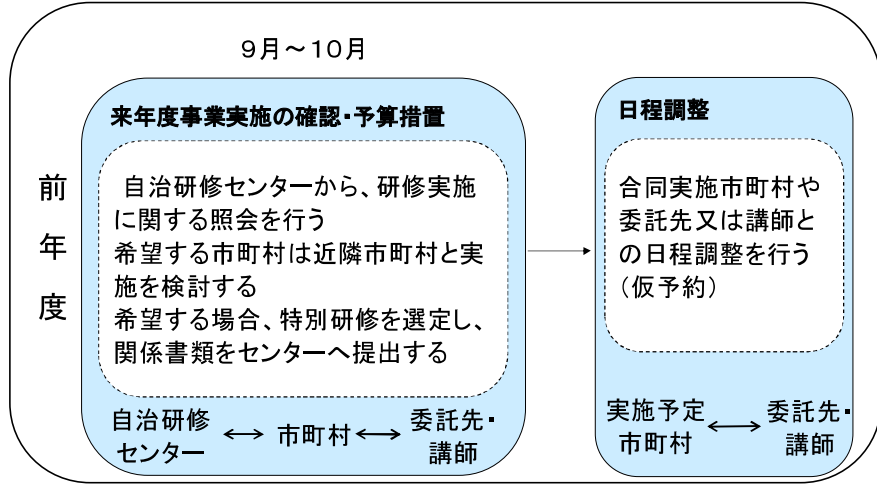 9月～10月
前年度
来年度事業実施の確認・予算措置
自治研修センターから、研修実施
に関する照会を行う
希望する市町村は近隣市町村と実
施を検討する
希望する場合、特別研修を選定し、
関係書類をセンターへ提出する
自治研修
センター
市町村
委託先・
講師
日程調整
合同実施市町村や
委託先又は講師と
の日程調整を行う
（仮予約）
実施予定
市町村
委託先・
講師